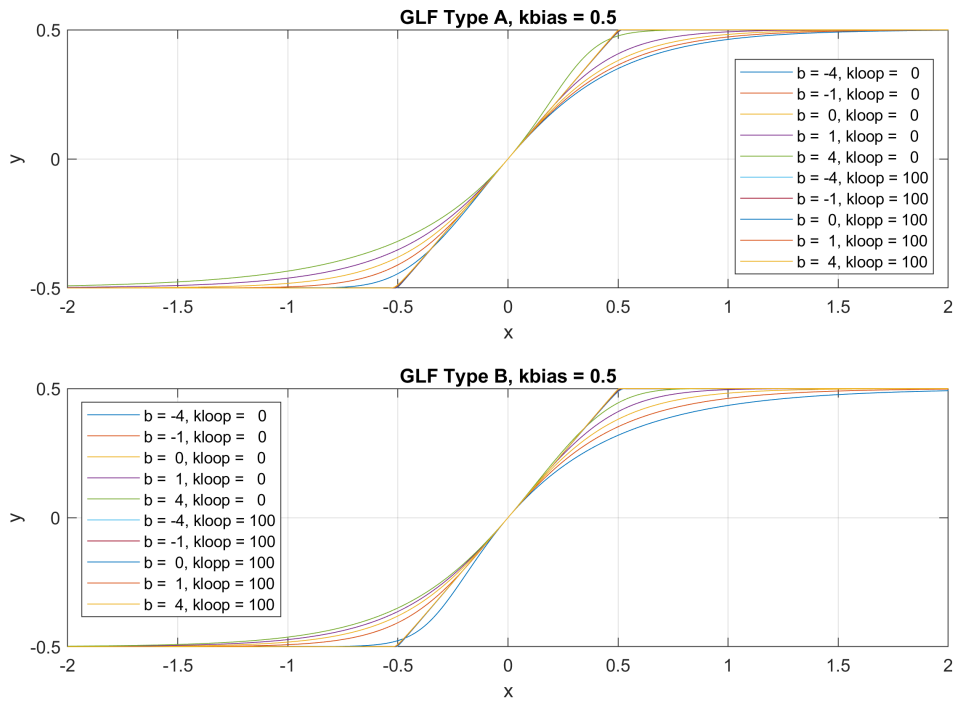 GLF Type A, kbias = 0.5
0.5
0
-0.5
y
b = -4, kloop =   0
b = -1, kloop =   0
b =  0, kloop =   0
b =  1, kloop =   0
b =  4, kloop =   0
b = -4, kloop = 100
b = -1, kloop = 100
b =  0, klopp = 100
b =  1, kloop = 100
b =  4, kloop = 100
-2 -1.5 -1 -0.5 0 0.5 1 1.5 2
x
GLF Type B, kbias = 0.5
0.5
0
-0.5
y
b = -4, kloop =   0
b = -1, kloop =   0
b =  0, kloop =   0
b =  1, kloop =   0
b =  4, kloop =   0
b = -4, kloop = 100
b = -1, kloop = 100
b =  0, klopp = 100
b =  1, kloop = 100
b =  4, kloop = 100
-2 -1.5 -1 -0.5 0 0.5 1 1.5 2
x